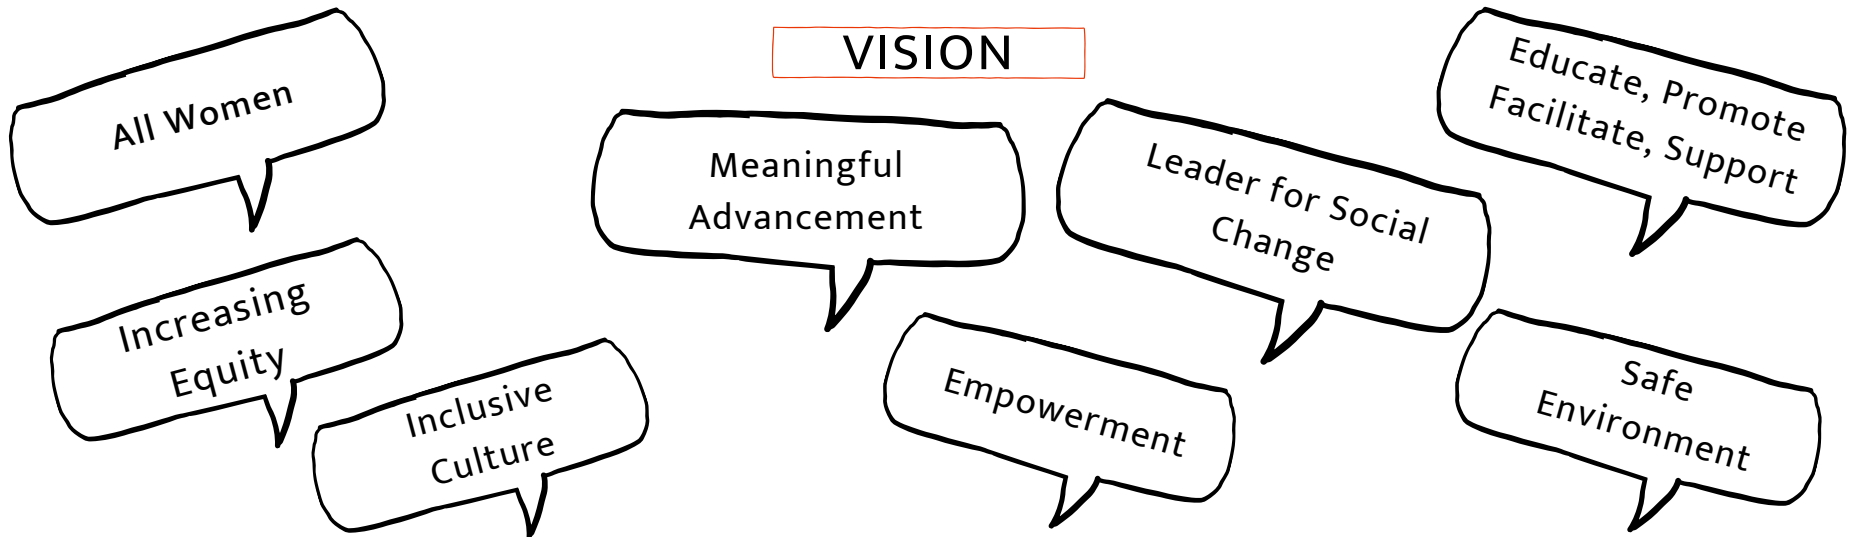 VISION
All Women
Meaningful
Advancement
Leader for Social
Change
Educate, Promote
Facilitate, Support
Increasing
Equity
Inclusive
Culture
Empowerment
Safe
Environment